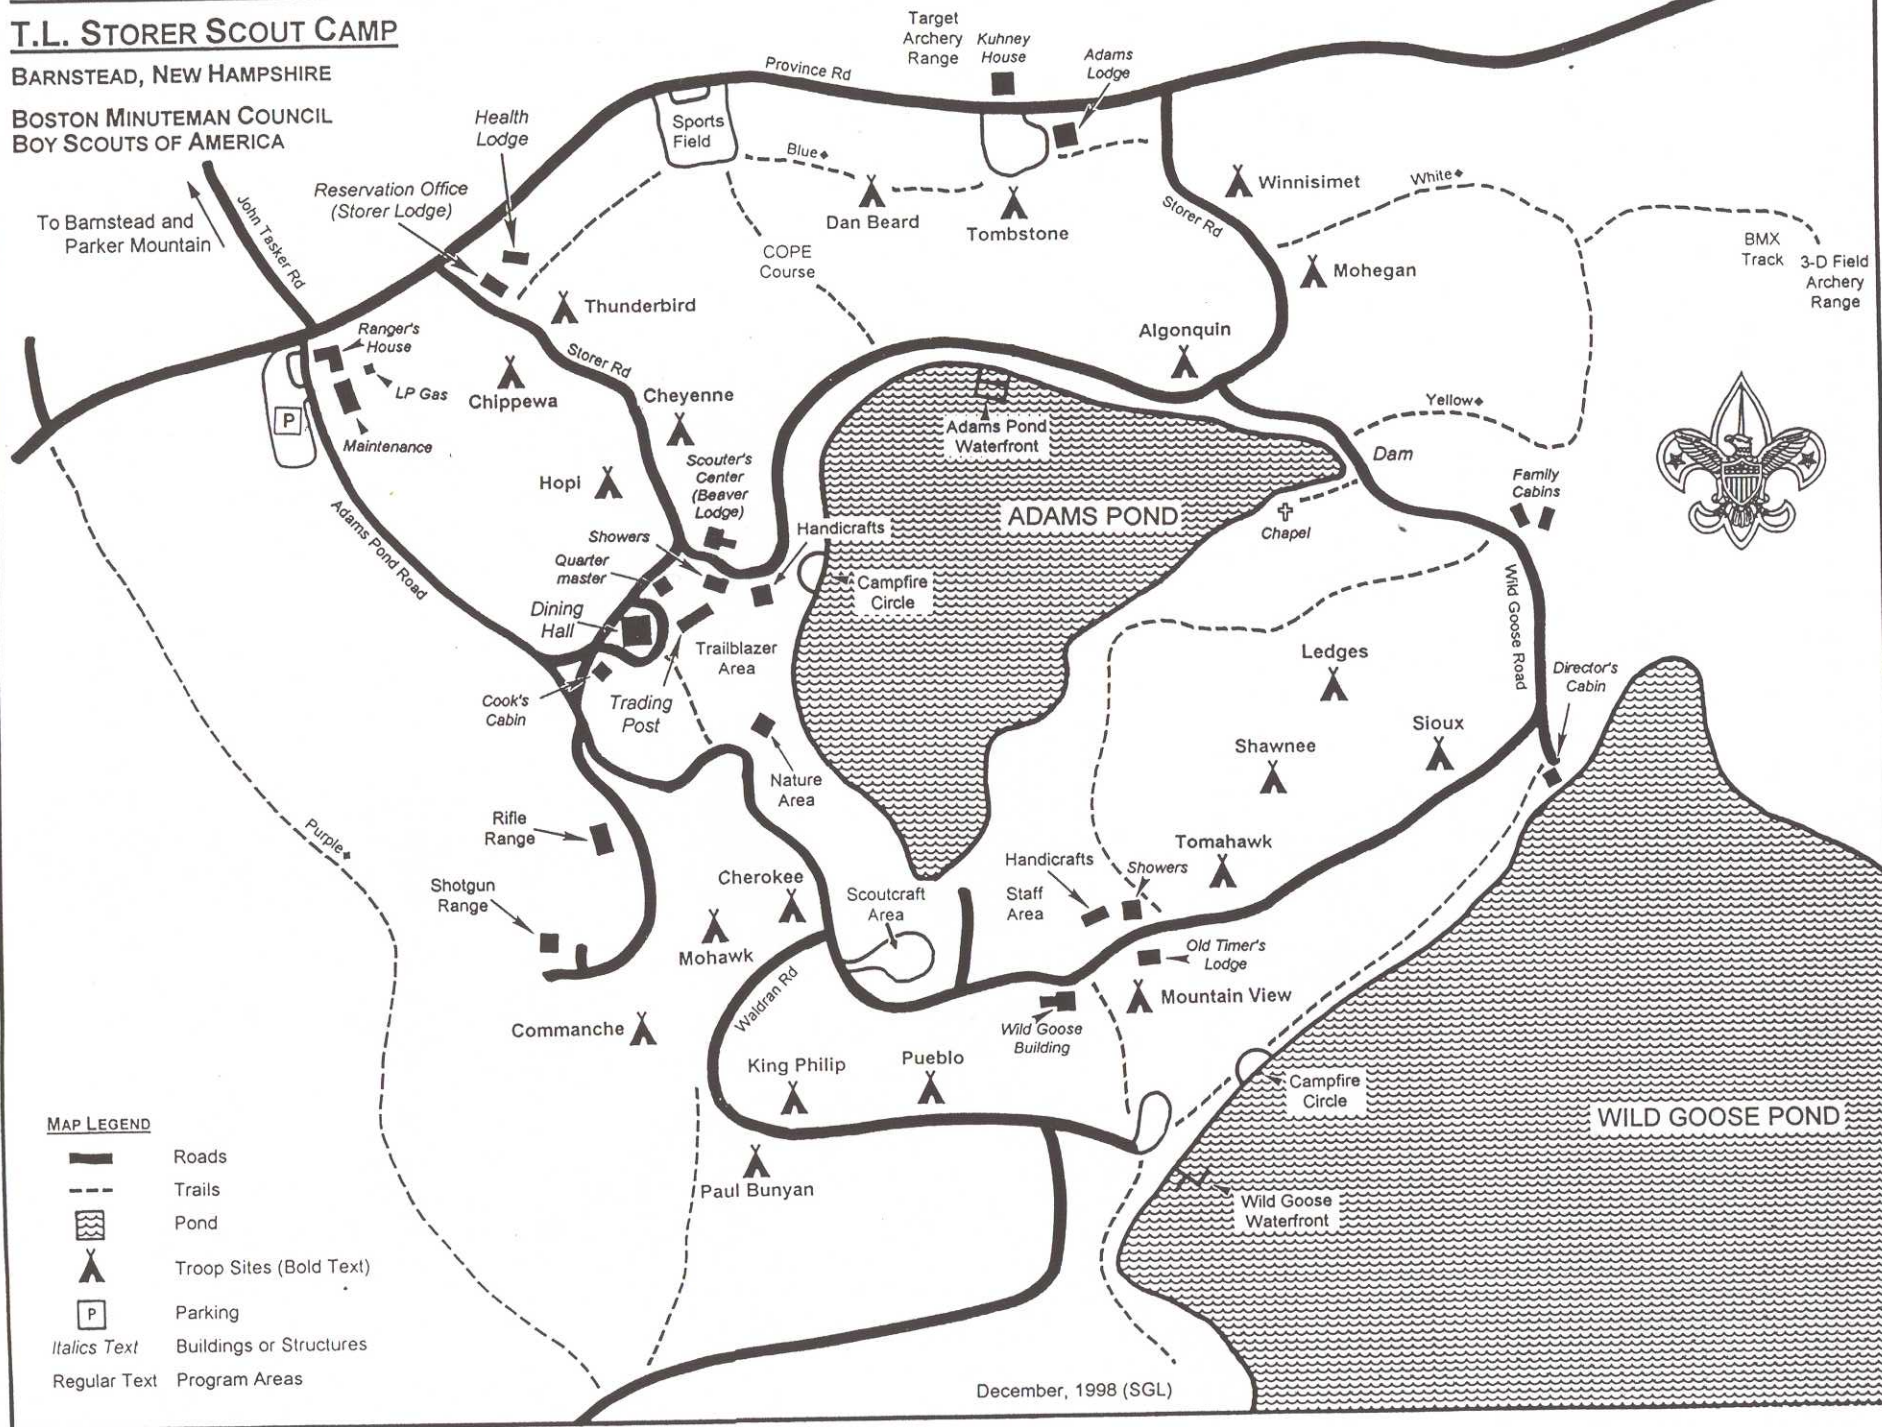 T.L. STORER SCOUT CAMP
BARNSTEAD, NEW HAMPSHIRE
BOSTON MINUTEMAN COUNCIL
BOY SCOUTS OF AMERICA
Target
Archery
Range
Kuhney
House
Adams
Lodge
Province Rd
Health
Lodge
Sports
Field
Blue
Reservation Office
(Storer Lodge)
To Barnstead and
Parker Mountain
John Tasker Rd
Dan Beard
Tombstone
Storer Rd
Winnisimet
White
Mohegan
BMX
Track
3-D Field
Archery
Range
COPE
Course
Thunderbird
Ranger's
House
LP Gas
P
Maintenance
Storer Rd
Chippewa
Cheyenne
Algonquin
Adams Pond
Waterfront
Yellow
Dam
Hopi
Scouter's
Center
(Beaver
Lodge)
Family
Cabins
ADAMS POND
Chapel
Adams Pond Road
Showers
Handicrafts
Quarter
master
Campfire
Circle
Dining
Hall
Trailblazer
Area
Cook's
Cabin
Trading
Post
Wild Goose Road
Ledges
Director's
Cabin
Sioux
Shawnee
Nature
Area
Rifle
Range
Purple
Shotgun
Range
Cherokee
Mohawk
Scoutcraft
Area
Handicrafts
Staff
Area
Showers
Tomahawk
Old Timer's
Lodge
Mountain View
Waldran Rd
Commanche
Wild Goose
Building
King Philip
Pueblo
Campfire
Circle
WILD GOOSE POND
Paul Bunyan
Wild Goose
Waterfront
MAP LEGEND
Roads
Trails
Pond
Troop Sites (Bold Text)
P Parking
Italics Text Buildings or Structures
Regular Text Program Areas
December, 1998 (SGL)